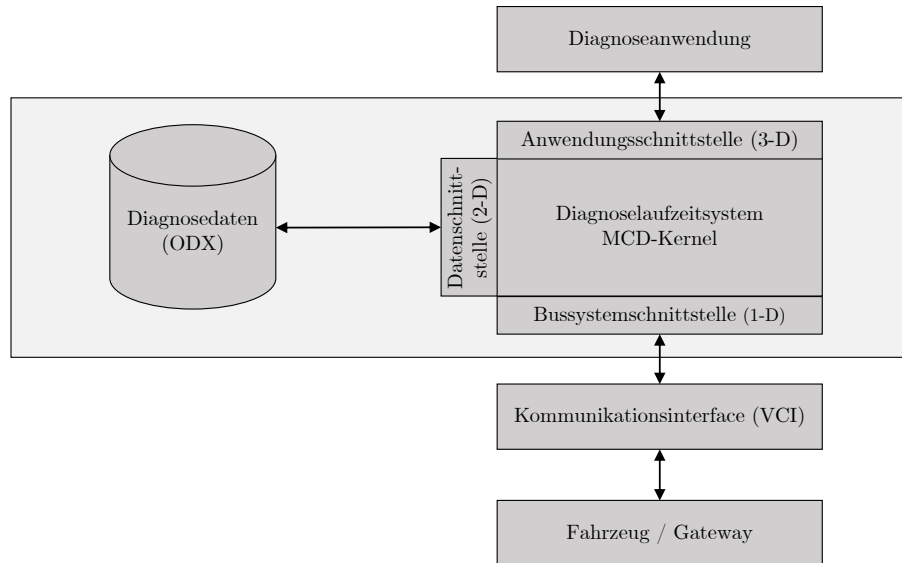 Diagnoseanwendung
Anwendungsschnittstelle (3-D)
Diagnosedaten
(ODX)
Datenschnitt-
stelle (2-D)
Diagnoselaufzeitsystem
MCD-Kernel
Bussystemschnittstelle (1-D)
Kommunikationsinterface (VCI)
Fahrzeug / Gateway